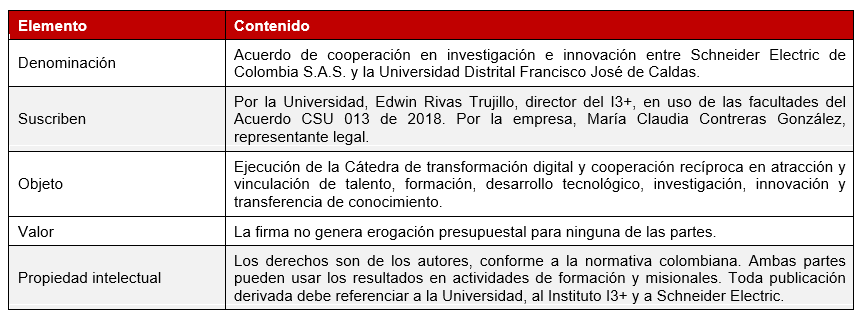 Elemento Contenido
Denominación
Acuerdo de cooperación en investigación e innovación entre Schneider Electric de
Colombia S.A.S. y la Universidad Distrital Francisco José de Caldas.
Suscriben
Por la Universidad, Edwin Rivas Trujillo, director del I3+, en uso de las facultades del
Acuerdo CSU 013 de 2018. Por la empresa, María Claudia Contreras González,
representante legal.
Objeto
Ejecución de la Cátedra de transformación digital y cooperación recíproca en atracción y
vinculación de talento, formación, desarrollo tecnológico, investigación, innovación y
transferencia de conocimiento.
Valor
La firma no genera erogación presupuestal para ninguna de las partes.
Propiedad intelectual
Los derechos son de los autores, conforme a la normativa colombiana. Ambas partes
pueden usar los resultados en actividades de formación y misionales. Toda publicación
derivada debe referenciar a la Universidad, al Instituto I3+ y a Schneider Electric.